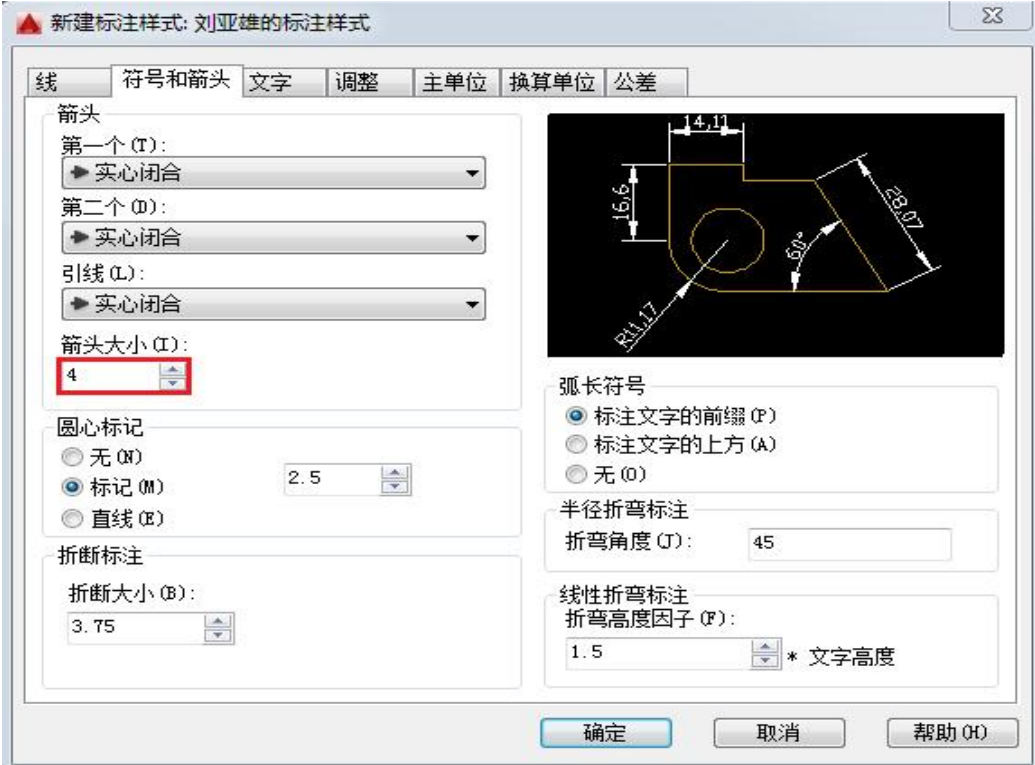 新建标注样式: 刘亚雄的标注样式
线 符号和箭头 文字 调整 主单位 换算单位 公差
箭头
第一个(T):
实心闭合
第二个(D):
实心闭合
引线(L):
实心闭合
箭头大小(I):
4
圆心标记
无(N)
标记(M)
2.5
直线(E)
折断标注
折断大小(B):
3.75
14,11
16,6
28,07
60°
R11,17
弧长符号
标注文字的前缀(P)
标注文字的上方(A)
无(O)
半径折弯标注
折弯角度(J): 45
线性折弯标注
折弯高度因子(F):
1.5 * 文字高度
确定 取消 帮助(H)